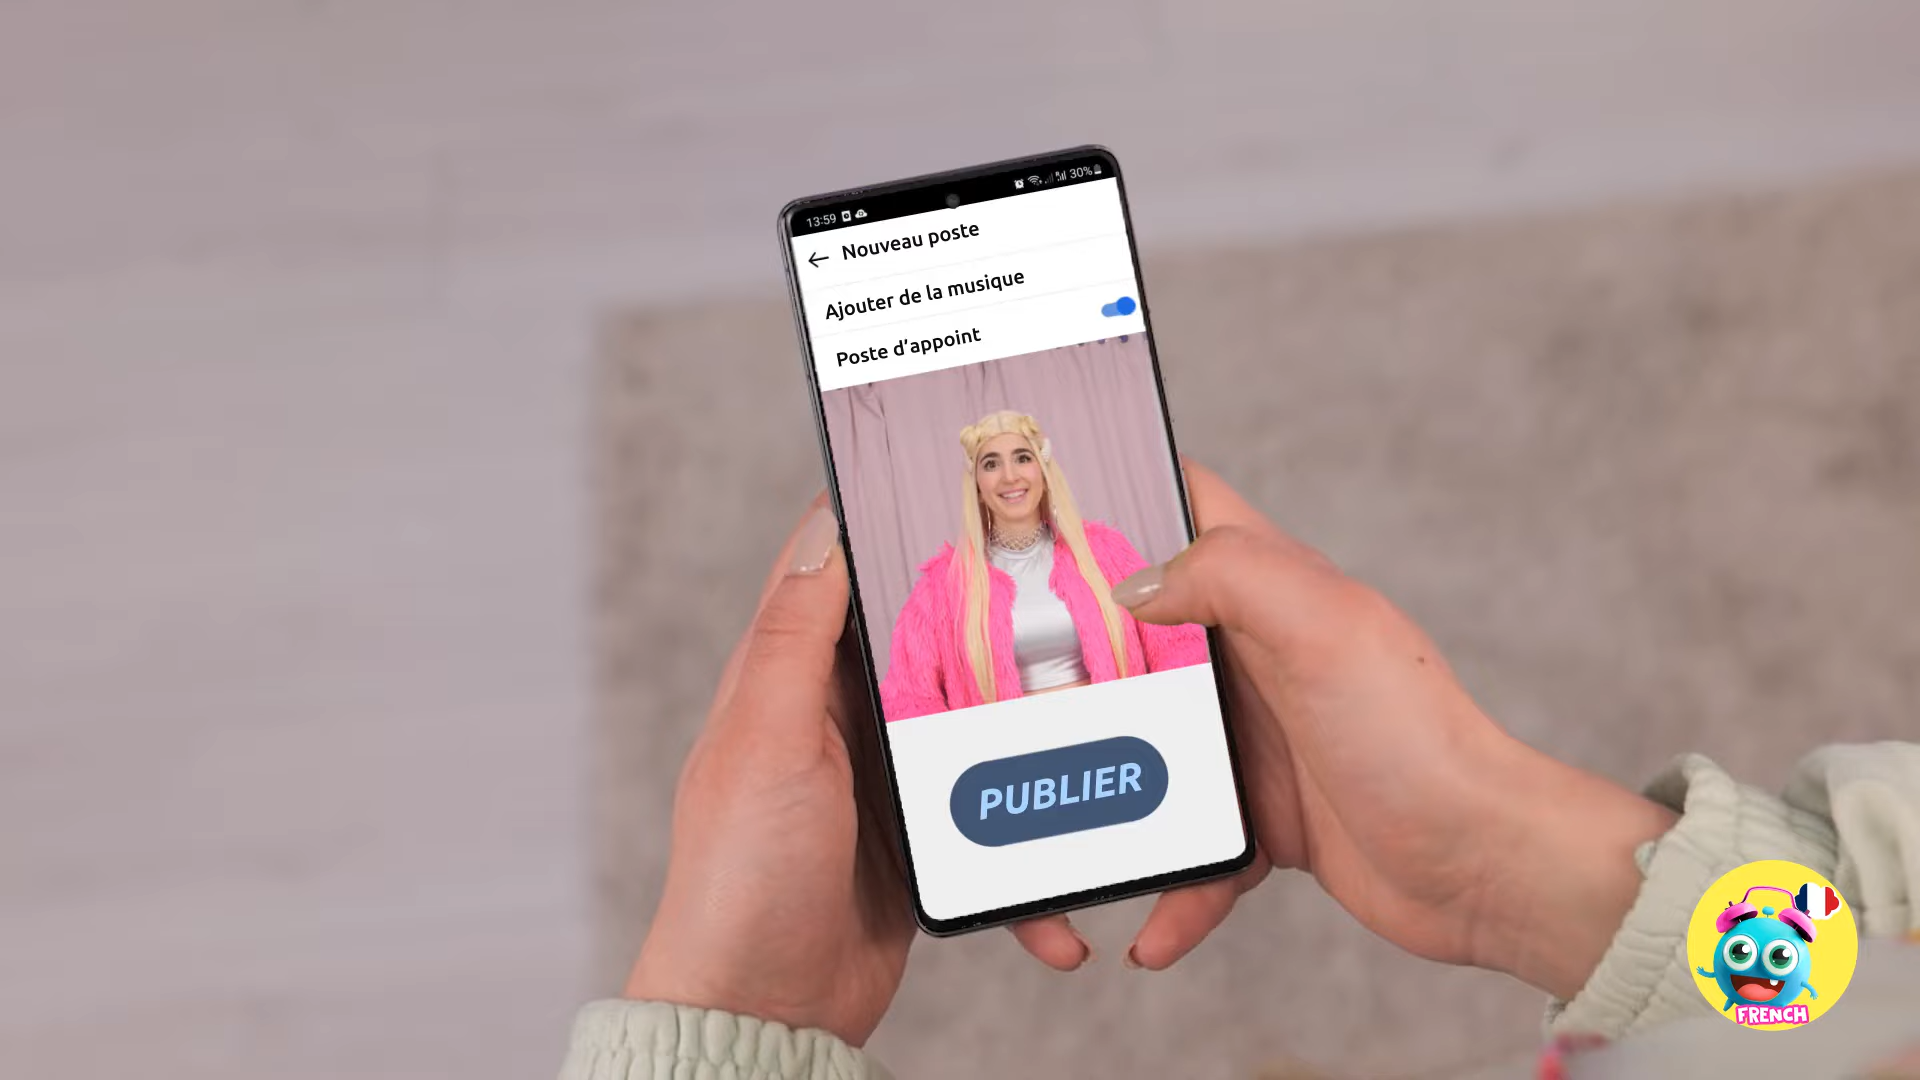 13:59
30%
Nouveau poste
Ajouter de la musique
Poste d'appoint
PUBLIER
FRENCH